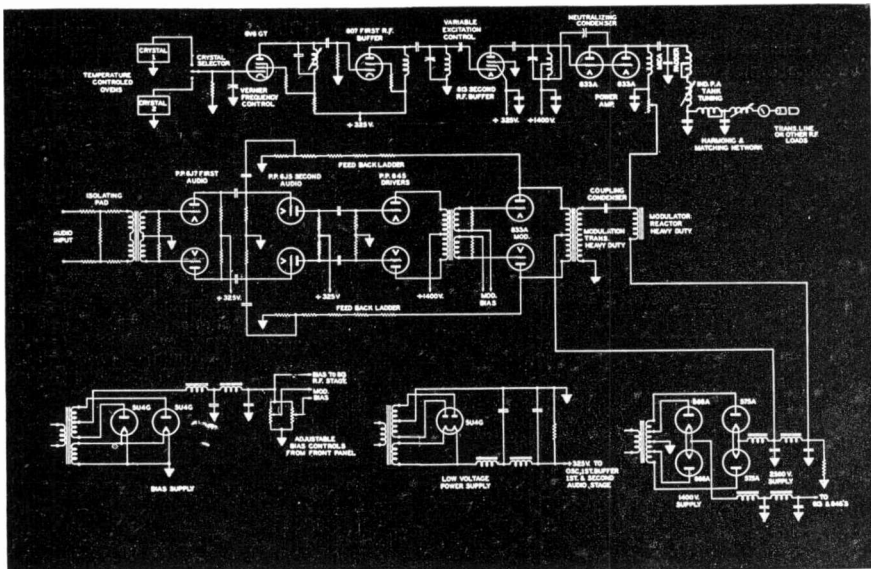 CRYSTAL
1
CRYSTAL
2
TEMPERATURE
CONTROLED
OVENS
CRYSTAL
SELECTOR
6V6 GT
VERNIER
FREQUENCY
CONTROL
807 FIRST R.F.
BUFFER
+325V.
VARIABLE
EXCITATION
CONTROL
813 SECOND
R.F. BUFFER
+325V.
+1400V.
NEUTRALIZING
CONDENSER
833A
833A
POWER
AMP.
IND. P.A.
TANK
TUNING
HARMONIC &
MATCHING NETWORK
TRANS. LINE
OR OTHER R.F.
LOADS
ISOLATING
PAD
AUDIO
INPUT
P.P. 6J7 FIRST
AUDIO
+325V.
P.P. 6J5 SECOND
AUDIO
FEED BACK LADDER
+325V.
P.P. 845
DRIVERS
+1400V.
MOD.
BIAS
833A
MOD.
FEED BACK LADDER
MODULATION
TRANS.
HEAVY DUTY
COUPLING
CONDENSER
MODULATOR
REACTOR
HEAVY DUTY
5U4G
5U4G
BIAS SUPPLY
BIAS TO
R.F. STAGE
MOD.
BIAS
ADJUSTABLE
BIAS CONTROLS
FROM FRONT PANEL
5U4G
LOW VOLTAGE
POWER SUPPLY
+325V. TO
OSC., 1ST. BUFFER
1ST. & SECOND
AUDIO STAGE
866A
575A
866A
575A
1400 V.
SUPPLY
SUPPLY
TO